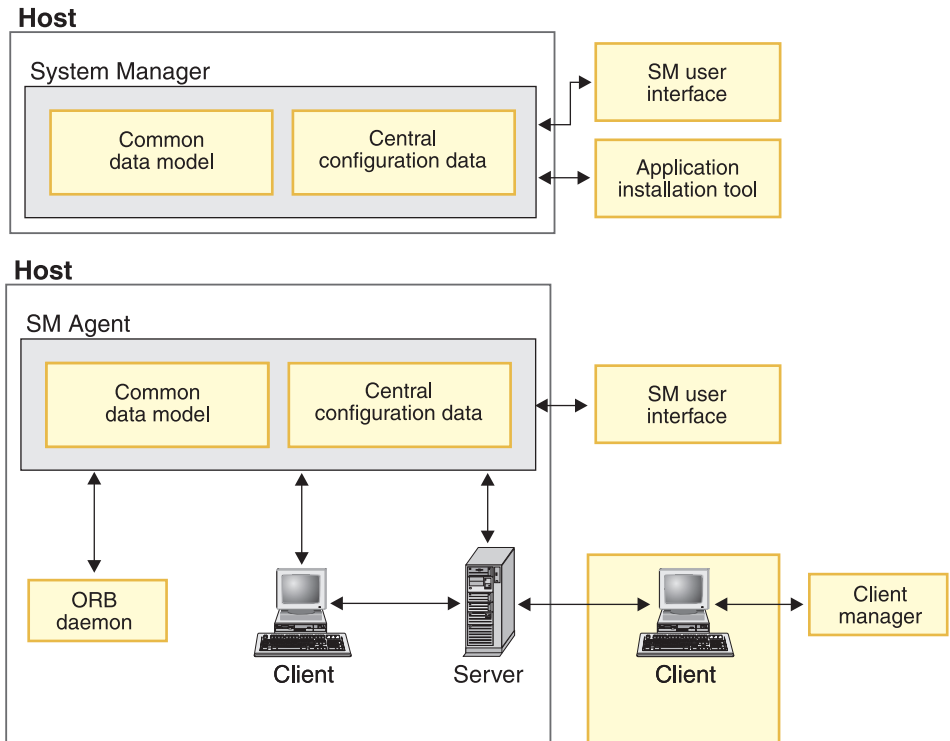 Host
System Manager
Common
data model
Central
configuration data
SM user
interface
Application
installation tool
Host
SM Agent
Common
data model
Central
configuration data
SM user
interface
ORB
daemon
Client
Server
Client
Client
manager